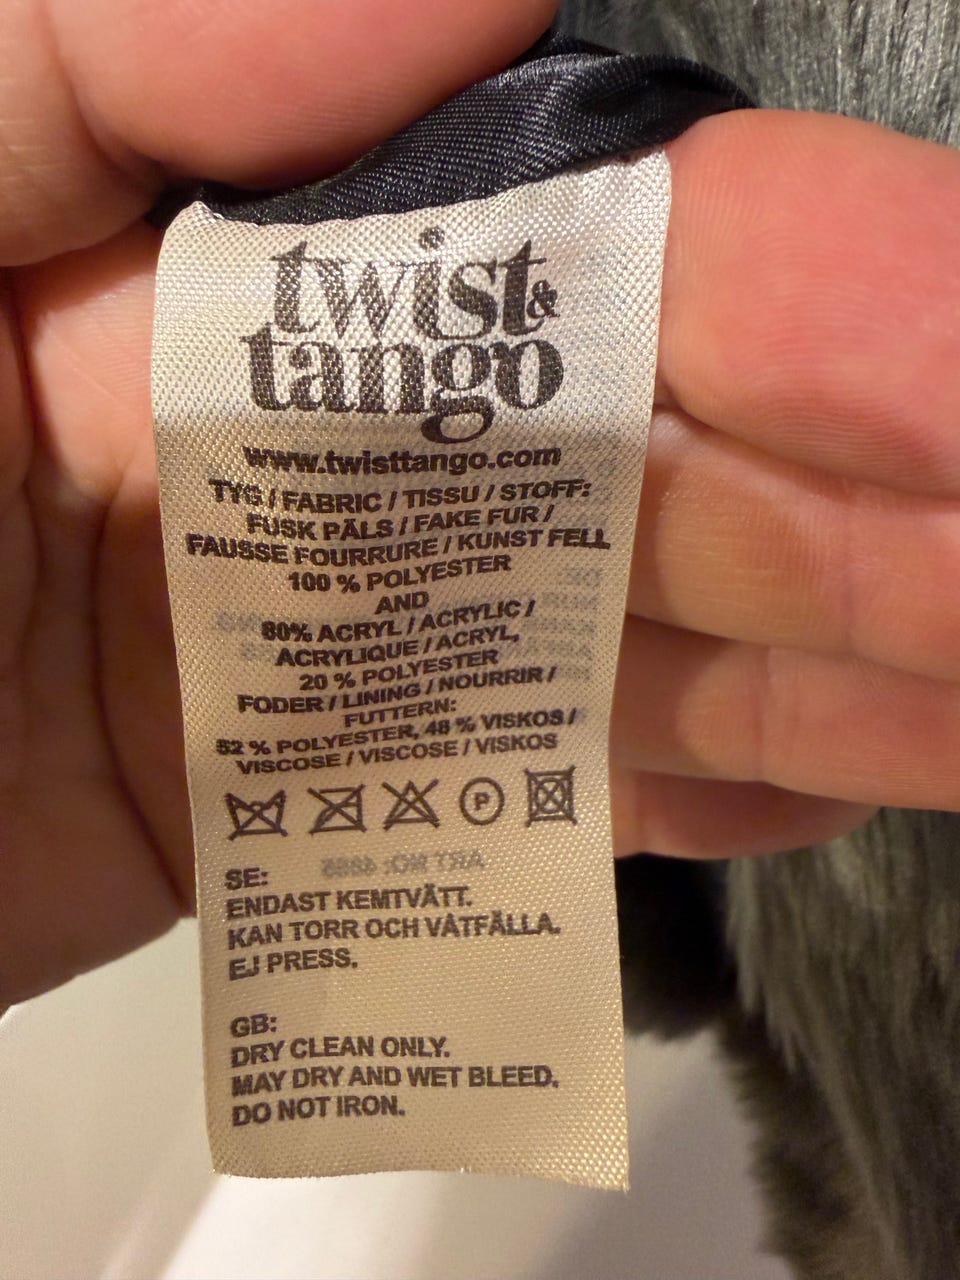 twist &
tango
www.twisttango.com
TYG / FABRIC / TISSU / STOFF:
FUSK PÄLS / FAKE FUR /
FAUSSE FOURRURE / KUNST FELL
100 % POLYESTER
AND
80% ACRYL / ACRYLIC /
ACRYLIQUE / ACRYL,
20 % POLYESTER
FODER / LINING / NOURRIR /
FUTTERN:
52 % POLYESTER, 48 % VISKOS /
VISCOSE / VISCOSE / VISKOS
P
SE:
ENDAST KEMTVÄTT.
KAN TORR OCH VÅTFÄLLA.
EJ PRESS.
GB:
DRY CLEAN ONLY.
MAY DRY AND WET BLEED.
DO NOT IRON.